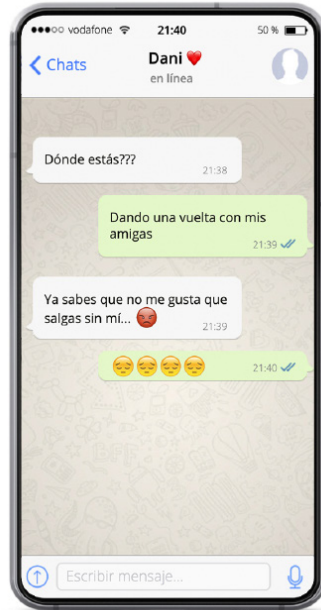 vodafone 21:40 50 %
Chats Dani ❤️
en línea
Dónde estás???
21:38
Dando una vuelta con mis
amigas
21:39
Ya sabes que no me gusta que
salgas sin mí... 😡
21:39
😔😔😔😔 21:40
Escribir mensaje...